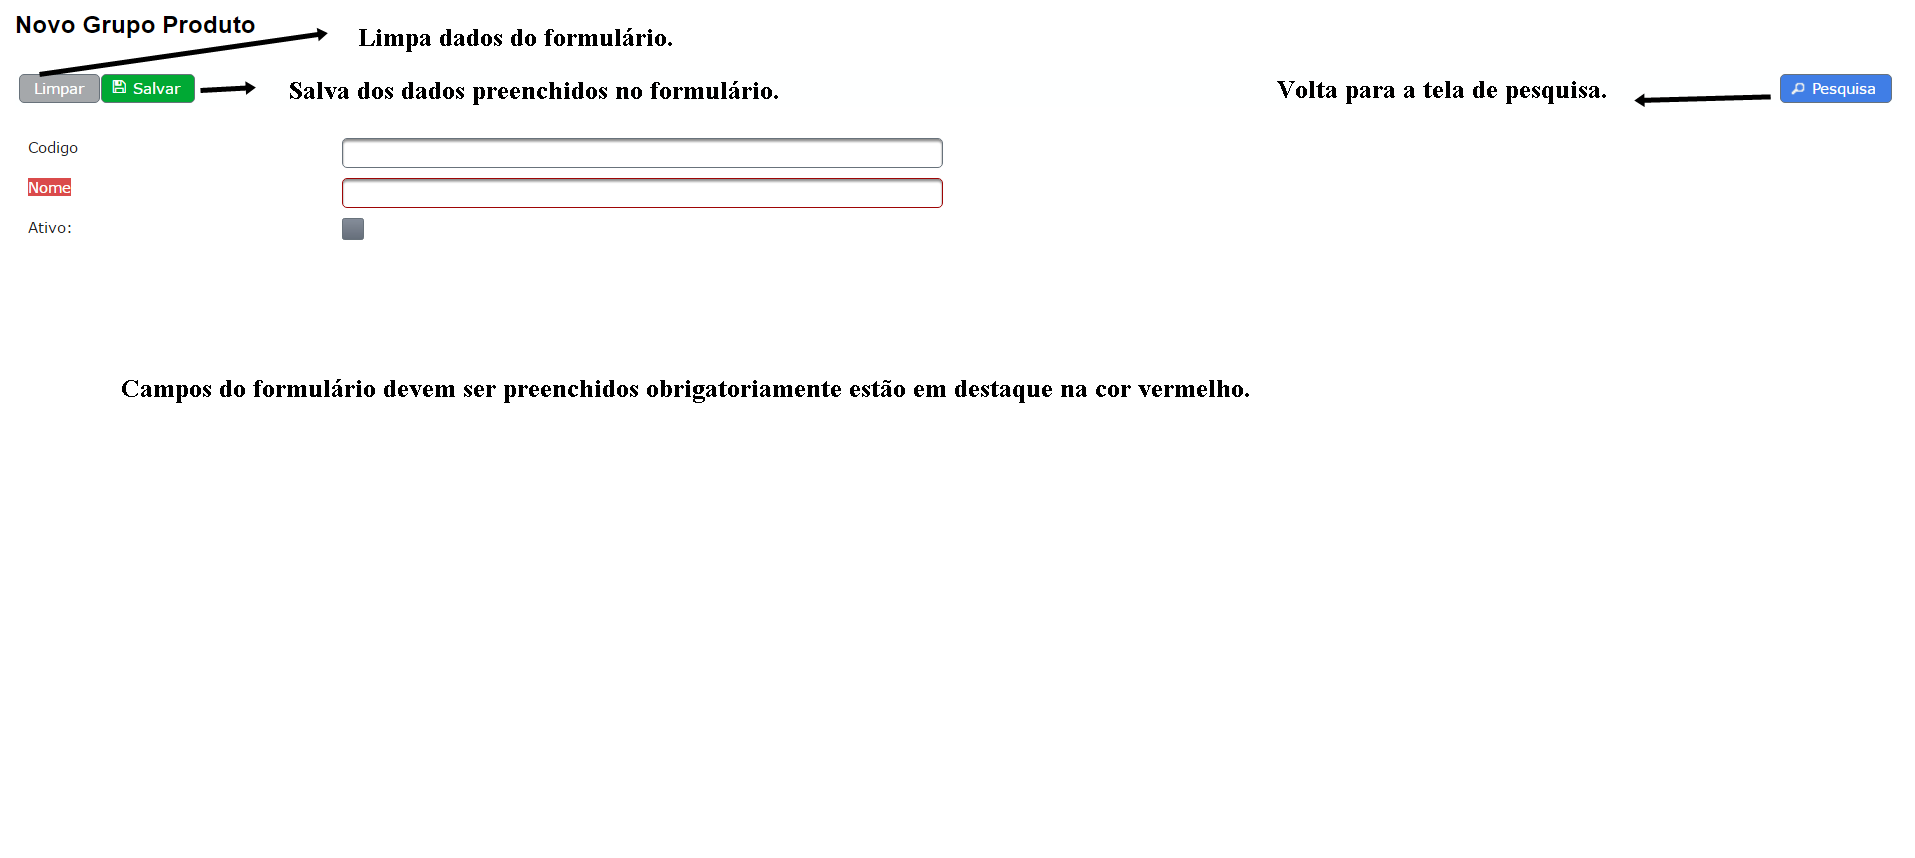 Novo Grupo Produto
Limpa dados do formulário.
Limpar
Salvar
Salva dos dados preenchidos no formulário.
Volta para a tela de pesquisa.
Pesquisa
Codigo
Nome
Ativo:
Campos do formulário devem ser preenchidos obrigatoriamente estão em destaque na cor vermelho.